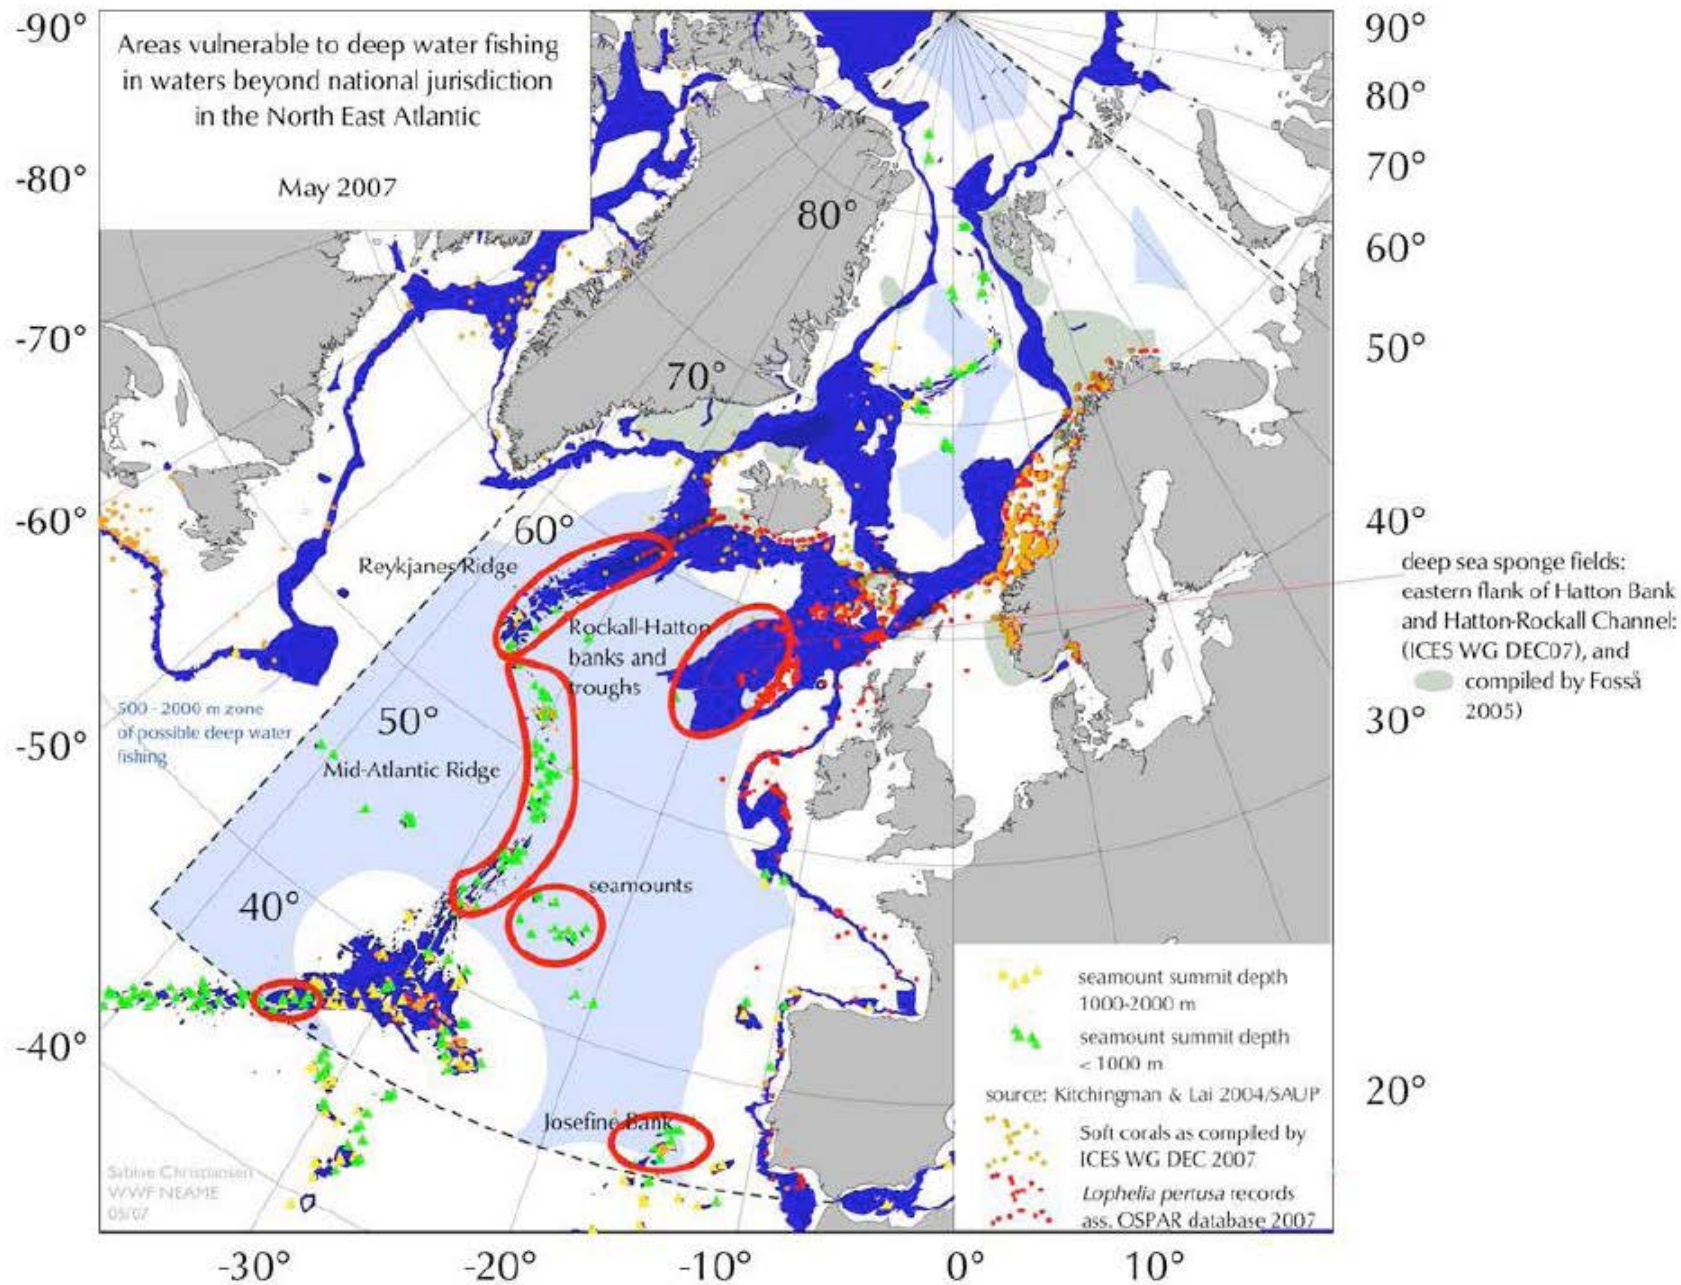 Areas vulnerable to deep water fishing
in waters beyond national jurisdiction
in the North East Atlantic
May 2007
-90°
-80°
-70°
-60°
-50°
-40°
90°
80°
70°
60°
50°
40°
30°
20°
80°
70°
60°
50°
40°
Reykjanes Ridge
Rockall-Hatton
banks and
troughs
500 - 2000 m zone
of possible deep water
fishing
Mid-Atlantic Ridge
seamounts
Josefine Bank
deep sea sponge fields:
eastern flank of Hatton Bank
and Hatton-Rockall Channel:
(ICES WG DEC07), and
compiled by Fosså
2005)
seamount summit depth
1000-2000 m
seamount summit depth
< 1000 m
source: Kitchingman & Lai 2004/SAUP
Soft corals as compiled by
ICES WG DEC 2007
Lophelia pertusa records
ass. OSPAR database 2007
Sabine Christiansen
WWF NEAME
05/07
-30°
-20°
-10°
0°
10°